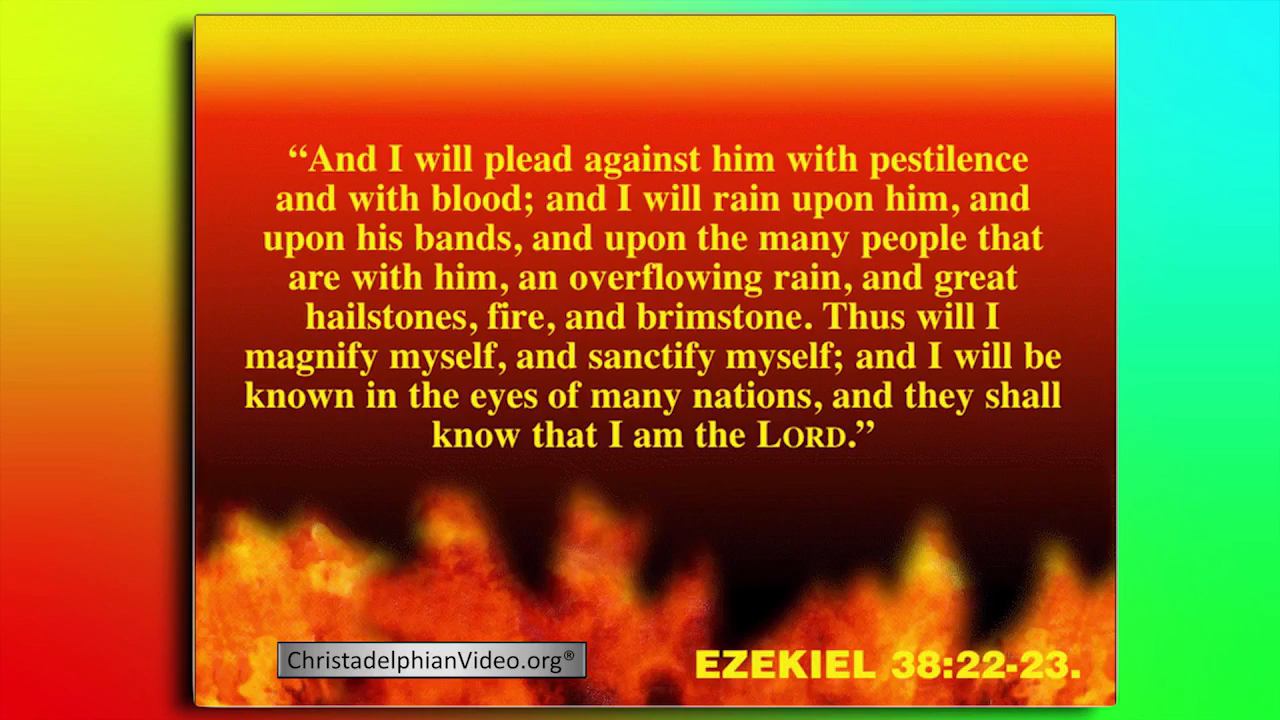 “And I will plead against him with pestilence
and with blood; and I will rain upon him, and
upon his bands, and upon the many people that
are with him, an overflowing rain, and great
hailstones, fire, and brimstone. Thus will I
magnify myself, and sanctify myself; and I will be
known in the eyes of many nations, and they shall
know that I am the LORD.”
ChristadelphianVideo.org®
EZEKIEL 38:22-23.